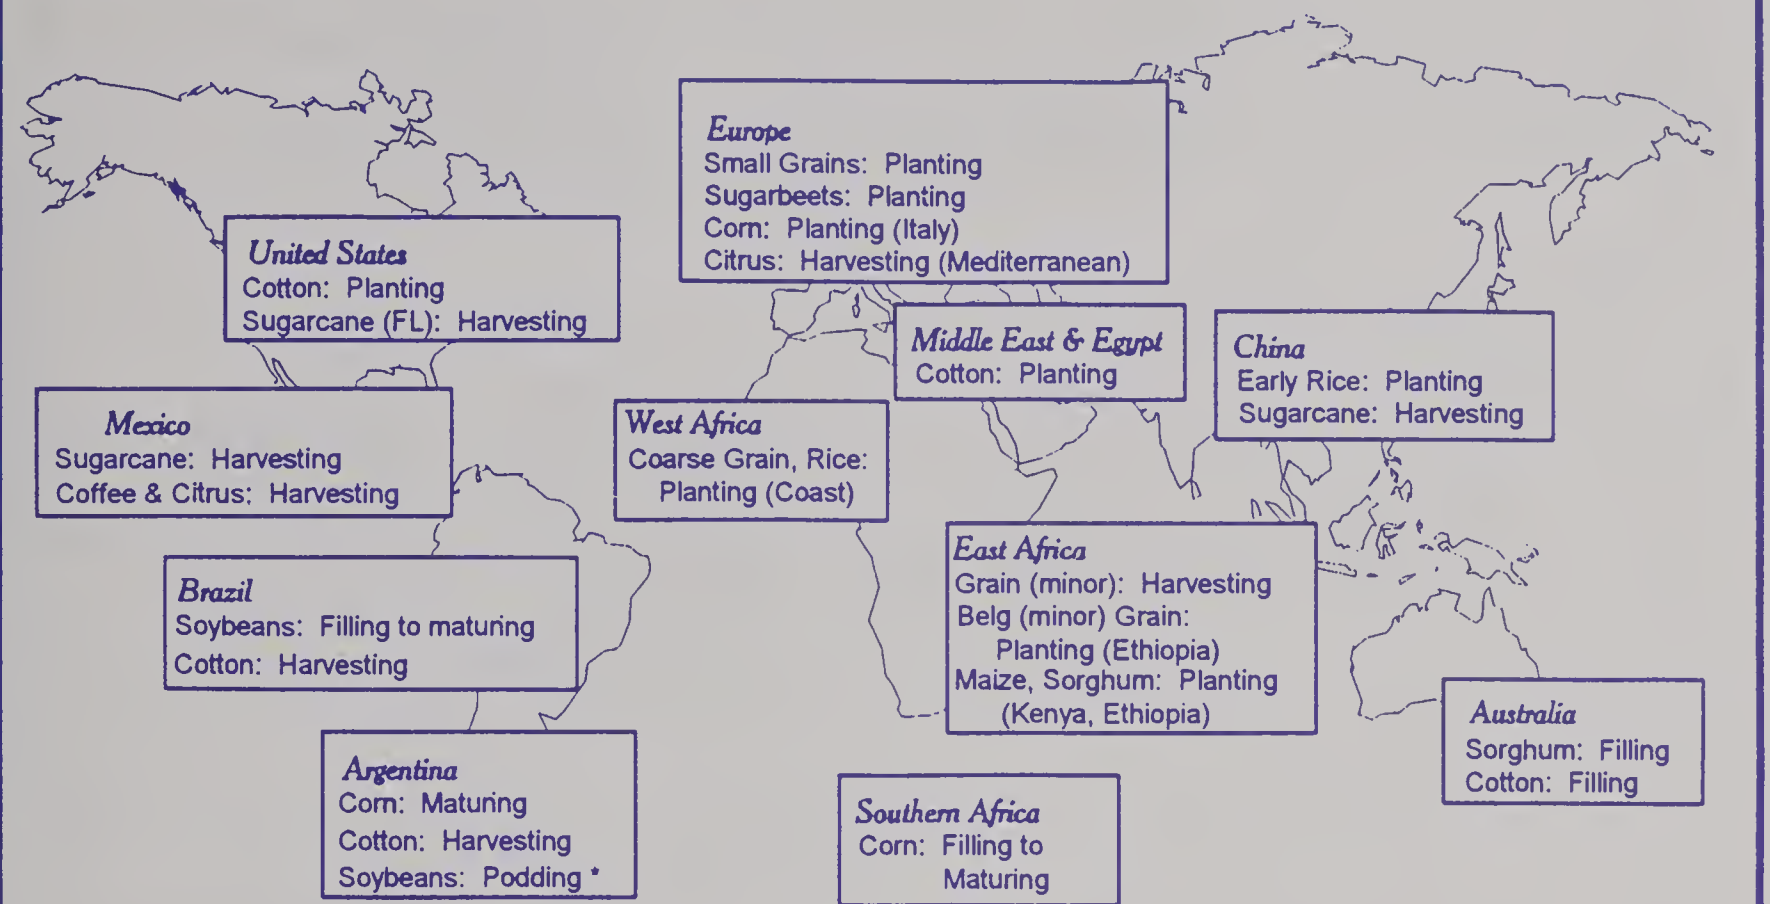 Europe
Small Grains: Planting
Sugarbeets: Planting
Corn: Planting (Italy)
Citrus: Harvesting (Mediterranean)
United States
Cotton: Planting
Sugarcane (FL): Harvesting
Middle East & Egypt
Cotton: Planting
China
Early Rice: Planting
Sugarcane: Harvesting
Mexico
Sugarcane: Harvesting
Coffee & Citrus: Harvesting
West Africa
Coarse Grain, Rice:
Planting (Coast)
East Africa
Grain (minor): Harvesting
Belg (minor) Grain:
Planting (Ethiopia)
Maize, Sorghum: Planting
(Kenya, Ethiopia)
Brazil
Soybeans: Filling to maturing
Cotton: Harvesting
Australia
Sorghum: Filling
Cotton: Filling
Argentina
Corn: Maturing
Cotton: Harvesting
Soybeans: Podding *
Southern Africa
Corn: Filling to
Maturing